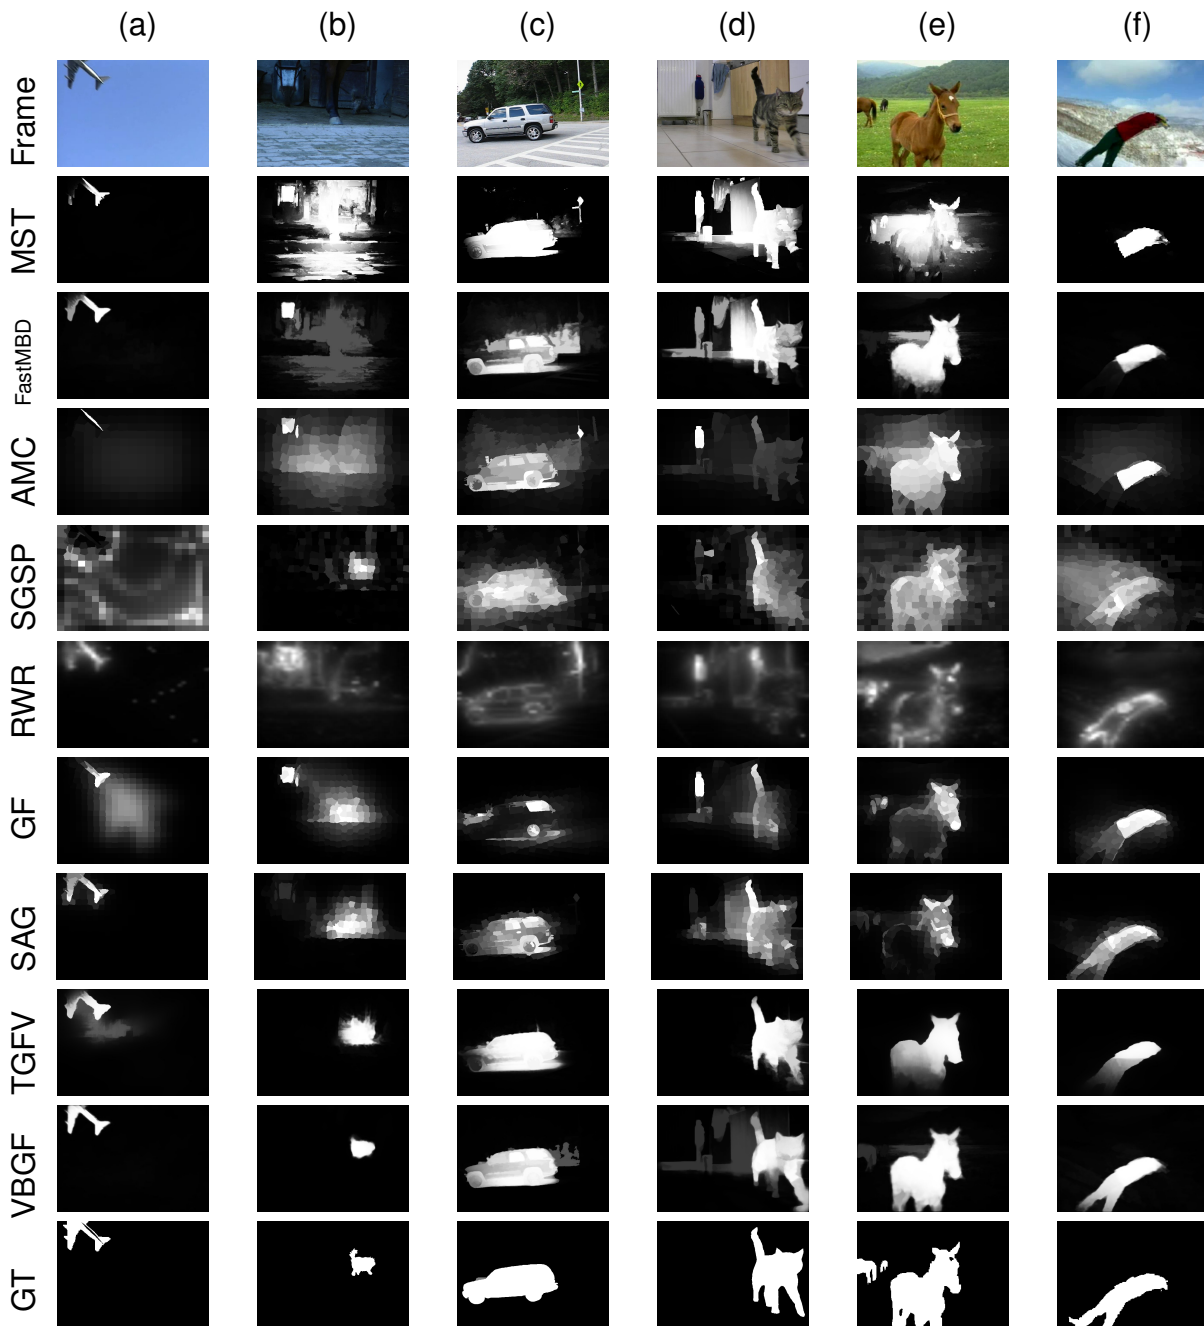 (a) (b) (c) (d) (e) (f)
Frame
MST
FastMBD
AMC
SGSP
RWR
GF
SAG
TGFV
VBGF
GT